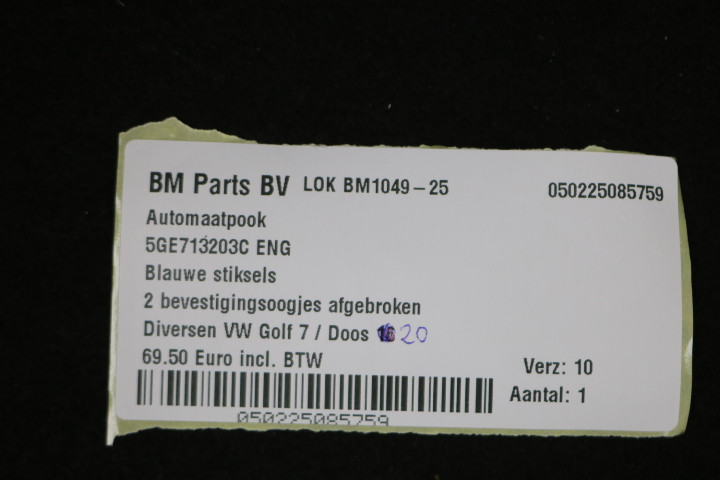 BM Parts BV LOK BM1049-25 050225085759
Automaatpook
5GE713203C ENG
Blauwe stiksels
2 bevestigingsoogjes afgebroken
Diversen VW Golf 7 / Doos 20
69.50 Euro incl. BTW
Verz: 10
Aantal: 1
050225085759